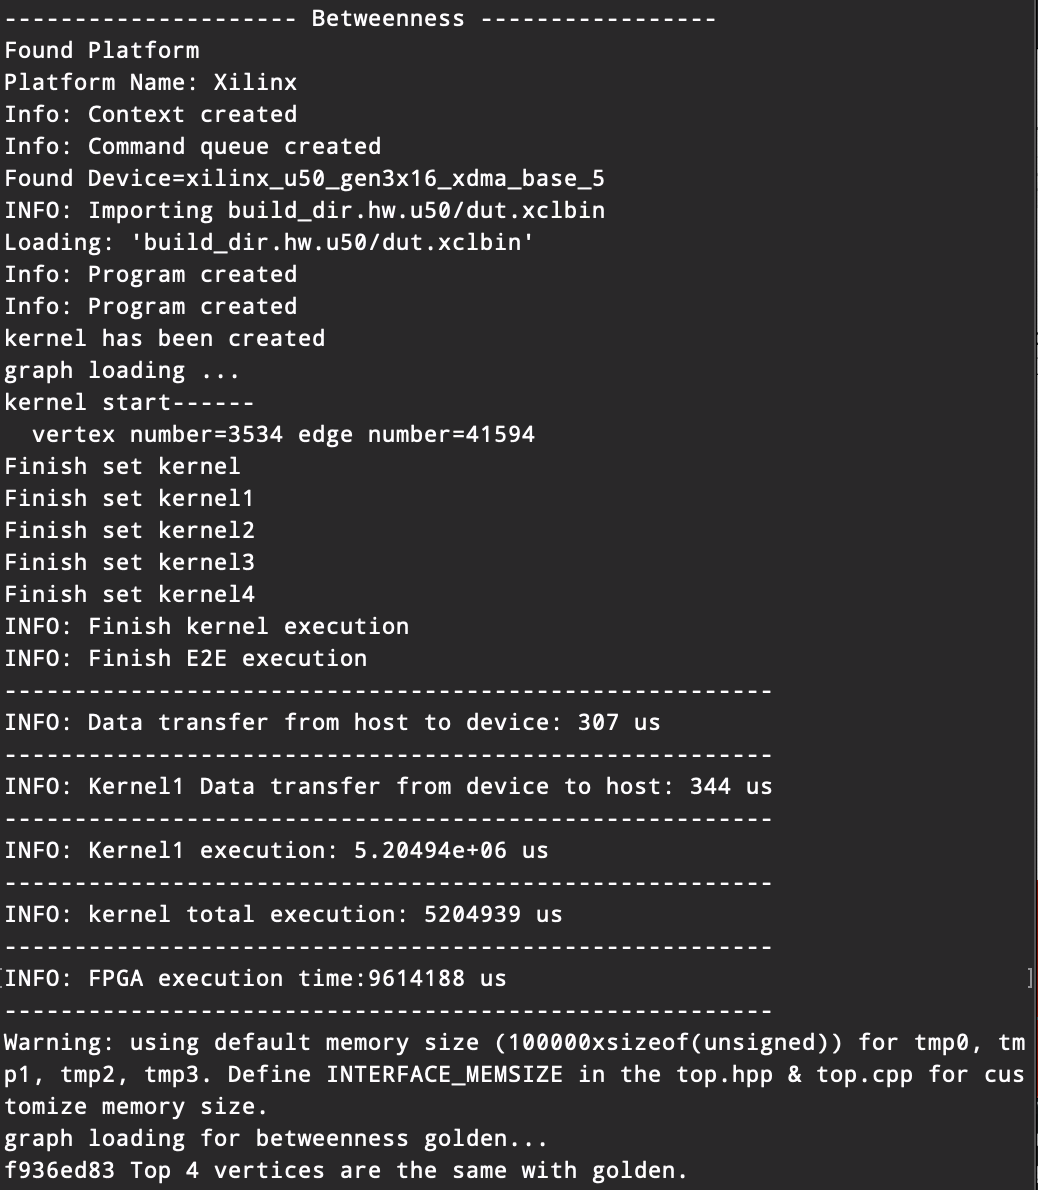 --------------------- Betweenness -----------------
Found Platform
Platform Name: Xilinx
Info: Context created
Info: Command queue created
Found Device=xilinx_u50_gen3x16_xdma_base_5
INFO: Importing build_dir.hw.u50/dut.xclbin
Loading: 'build_dir.hw.u50/dut.xclbin'
Info: Program created
Info: Program created
kernel has been created
graph loading ...
kernel start------
  vertex number=3534 edge number=41594
Finish set kernel
Finish set kernel1
Finish set kernel2
Finish set kernel3
Finish set kernel4
INFO: Finish kernel execution
INFO: Finish E2E execution
-------------------------------------------------------
INFO: Data transfer from host to device: 307 us
-------------------------------------------------------
INFO: Kernel1 Data transfer from device to host: 344 us
-------------------------------------------------------
INFO: Kernel1 execution: 5.20494e+06 us
-------------------------------------------------------
INFO: kernel total execution: 5204939 us
-------------------------------------------------------
[INFO: FPGA execution time:9614188 us ]
-------------------------------------------------------
Warning: using default memory size (100000xsizeof(unsigned)) for tmp0, tm
p1, tmp2, tmp3. Define INTERFACE_MEMSIZE in the top.hpp & top.cpp for cus
tomize memory size.
graph loading for betweenness golden...
f936ed83 Top 4 vertices are the same with golden.